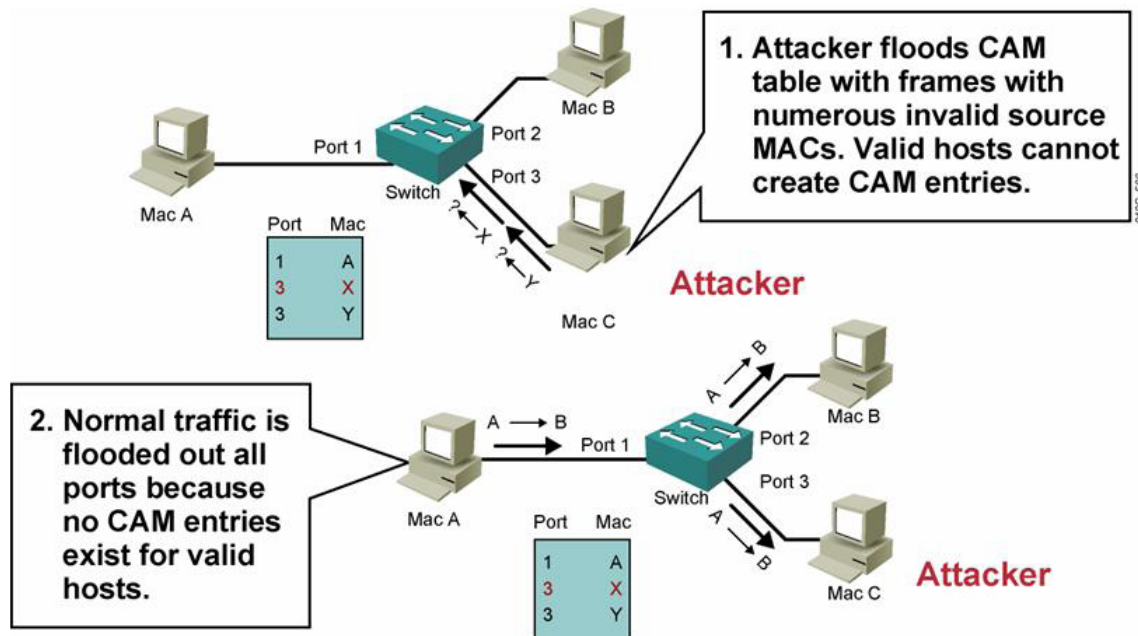 1. Attacker floods CAM
table with frames with
numerous invalid source
MACs. Valid hosts cannot
create CAM entries.
Mac B
Port 1
Port 2
Port 3
Switch
Mac A
? ← X
? ← Y
Port Mac
1 A
3 X
3 Y
Attacker
Mac C
2. Normal traffic is
flooded out all
ports because
no CAM entries
exist for valid
hosts.
A → B
Port 1
A → B
Mac B
Port 2
Port 3
Switch
Mac A
A → B
Port Mac
1 A
3 X
3 Y
Mac C
Attacker